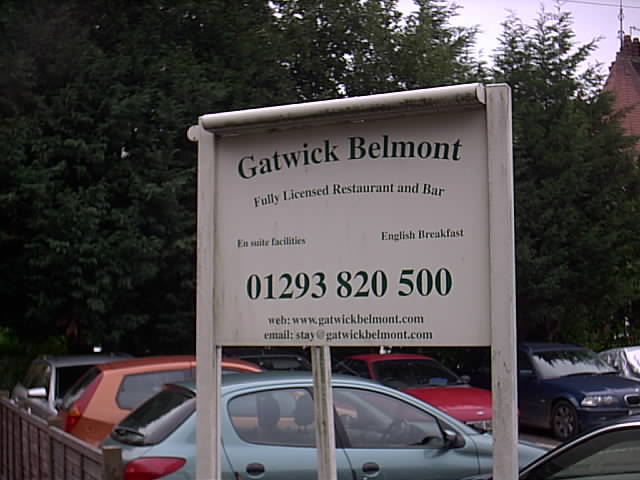 Gatwick Belmont
Fully Licensed Restaurant and Bar
En suite facilities English Breakfast
01293 820 500
web: www.gatwickbelmont.com
email: stay@gatwickbelmont.com